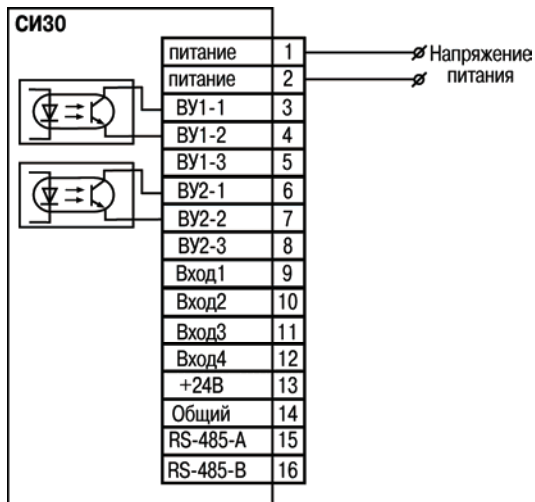 СИ30
питание 1 Напряжение
питание 2 питания
ВУ1-1 3
ВУ1-2 4
ВУ1-3 5
ВУ2-1 6
ВУ2-2 7
ВУ2-3 8
Вход1 9
Вход2 10
Вход3 11
Вход4 12
+24В 13
Общий 14
RS-485-A 15
RS-485-B 16